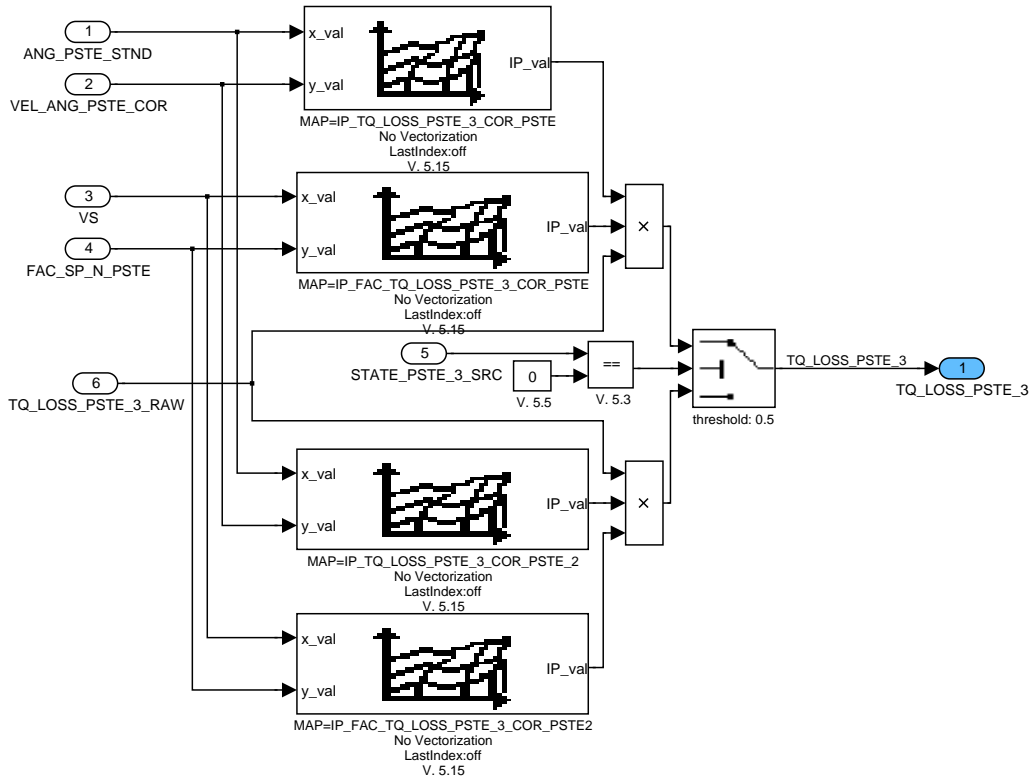 1
ANG_PSTE_STND
2
VEL_ANG_PSTE_COR
x_val
y_val
IP_val
MAP=IP_TQ_LOSS_PSTE_3_COR_PSTE
No Vectorization
LastIndex:off
V. 5.15
3
VS
4
FAC_SP_N_PSTE
x_val
y_val
IP_val
MAP=IP_FAC_TQ_LOSS_PSTE_3_COR_PSTE
No Vectorization
LastIndex:off
V. 5.15
×
5
STATE_PSTE_3_SRC
0
V. 5.5
==
V. 5.3
6
TQ_LOSS_PSTE_3_RAW
threshold: 0.5
TQ_LOSS_PSTE_3
1
TQ_LOSS_PSTE_3
x_val
y_val
IP_val
MAP=IP_TQ_LOSS_PSTE_3_COR_PSTE_2
No Vectorization
LastIndex:off
V. 5.15
×
x_val
y_val
IP_val
MAP=IP_FAC_TQ_LOSS_PSTE_3_COR_PSTE2
No Vectorization
LastIndex:off
V. 5.15